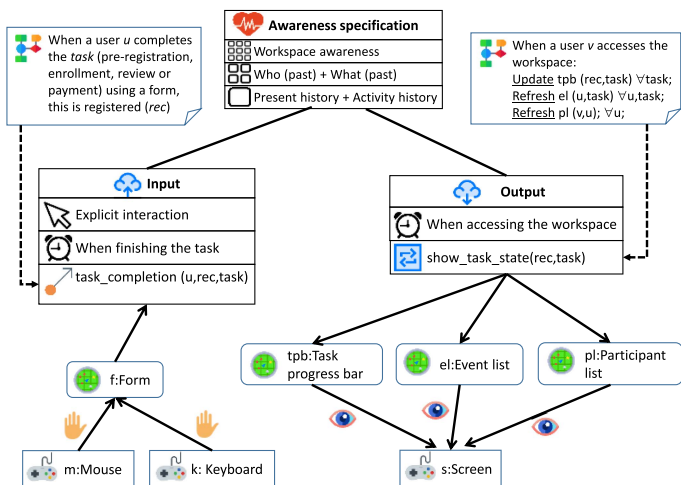 Awareness specification
Workspace awareness
Who (past) + What (past)
Present history + Activity history
When a user u completes
the task (pre-registration,
enrollment, review or
payment) using a form,
this is registered (rec)
When a user v accesses the
workspace:
Update tpb (rec,task) ∀task;
Refresh el (u,task) ∀u,task;
Refresh pl (v,u); ∀u;
Input
Explicit interaction
When finishing the task
task_completion (u,rec,task)
Output
When accessing the workspace
show_task_state(rec,task)
f:Form
tpb:Task
progress bar
el:Event list
pl:Participant
list
m:Mouse
k: Keyboard
s:Screen